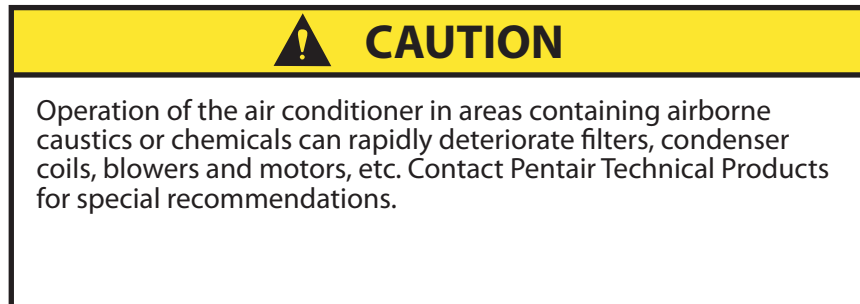 CAUTION
Operation of the air conditioner in areas containing airborne
caustics or chemicals can rapidly deteriorate filters, condenser
coils, blowers and motors, etc. Contact Pentair Technical Products
for special recommendations.